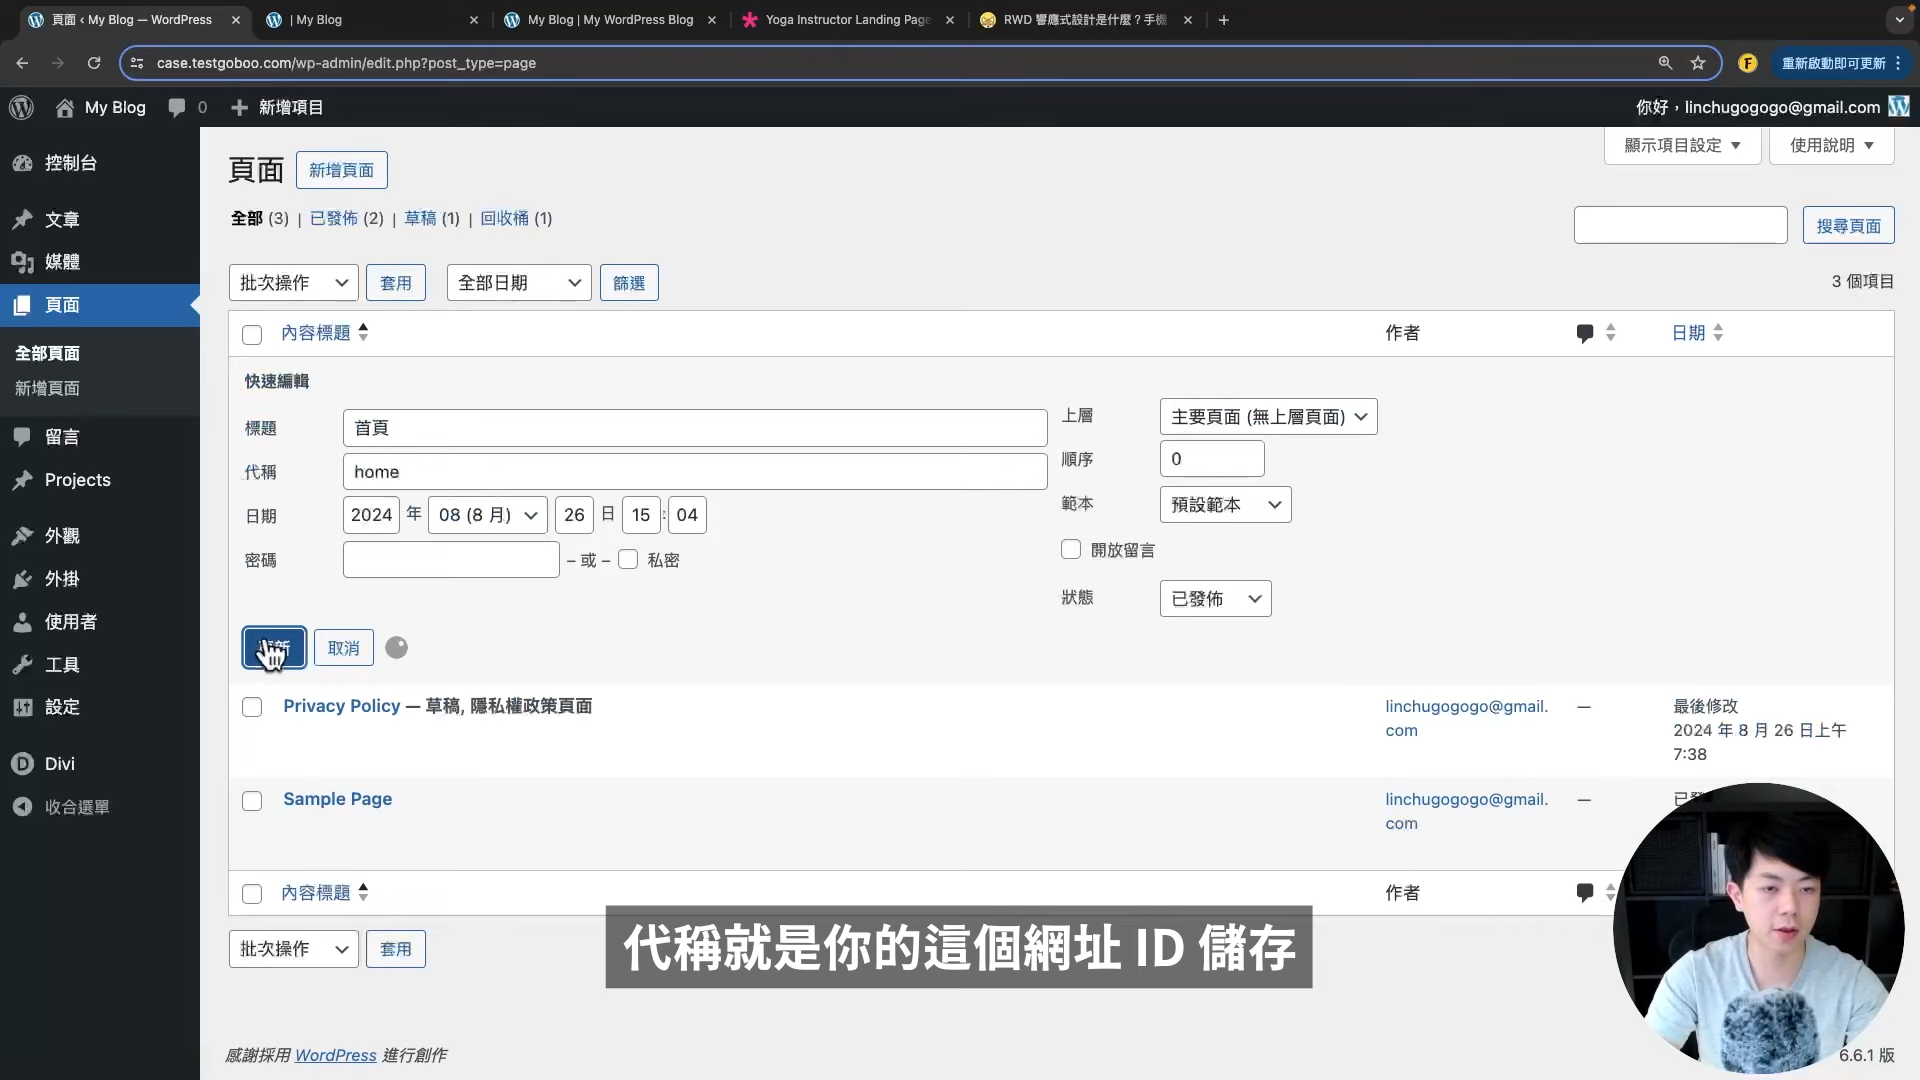 頁面 ‹ My Blog — WordPress
| My Blog
My Blog | My WordPress Blog
Yoga Instructor Landing Page
RWD 響應式設計是什麼？手機
case.testgoboo.com/wp-admin/edit.php?post_type=page
F
重新啟動即可更新
My Blog
0
新增項目
你好，linchugogogo@gmail.com
控制台
文章
媒體
頁面
全部頁面
新增頁面
留言
Projects
外觀
外掛
使用者
工具
設定
Divi
收合選單
顯示項目設定
使用說明
頁面
新增頁面
全部 (3) | 已發佈 (2) | 草稿 (1) | 回收桶 (1)
搜尋頁面
批次操作
套用
全部日期
篩選
3 個項目
內容標題
作者
日期
快速編輯
標題
首頁
代稱
home
日期
2024 年 08 (8 月) 26 日 15 : 04
密碼
– 或 – 私密
上層
主要頁面 (無上層頁面)
順序
0
範本
預設範本
開放留言
狀態
已發佈
取消
Privacy Policy — 草稿, 隱私權政策頁面
linchugogogo@gmail.
com
—
最後修改
2024 年 8 月 26 日上午
7:38
Sample Page
linchugogogo@gmail.
com
—
內容標題
作者
批次操作
套用
代稱就是你的這個網址 ID 儲存
感謝採用 WordPress 進行創作
6.6.1 版